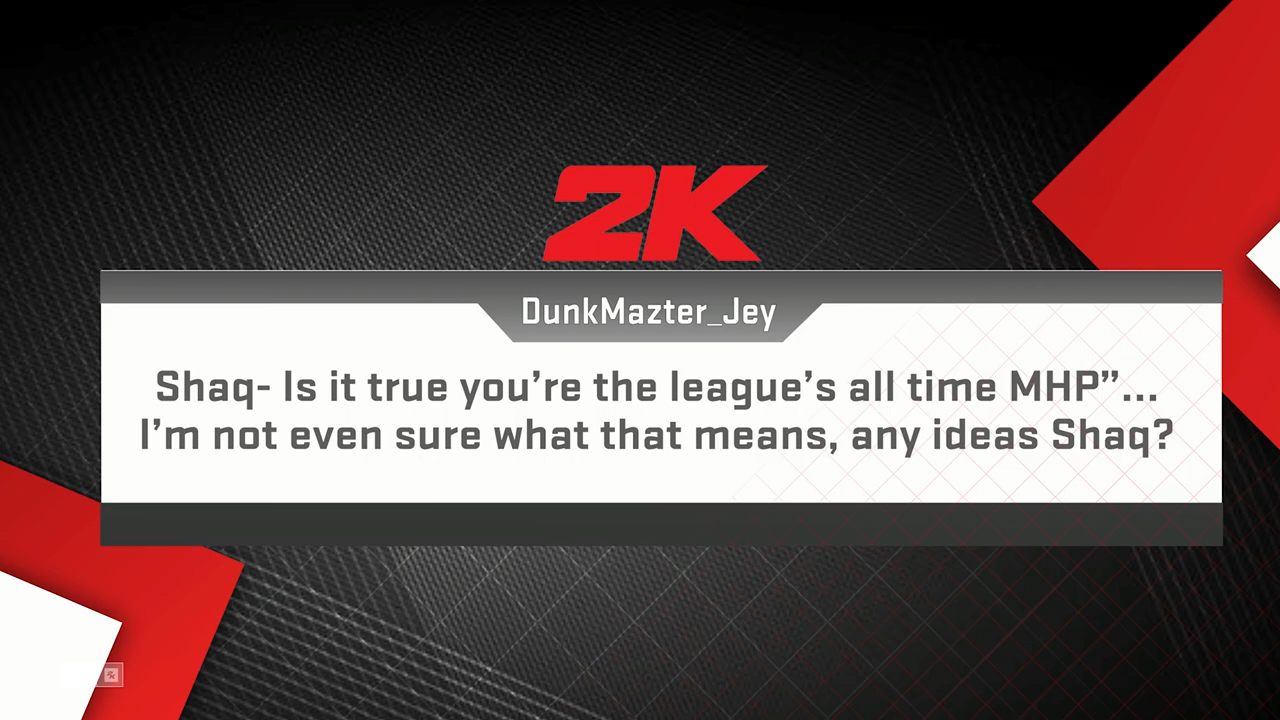 2K
DunkMazter_Jey
Shaq- Is it true you're the league's all time MHP”...
I'm not even sure what that means, any ideas Shaq?